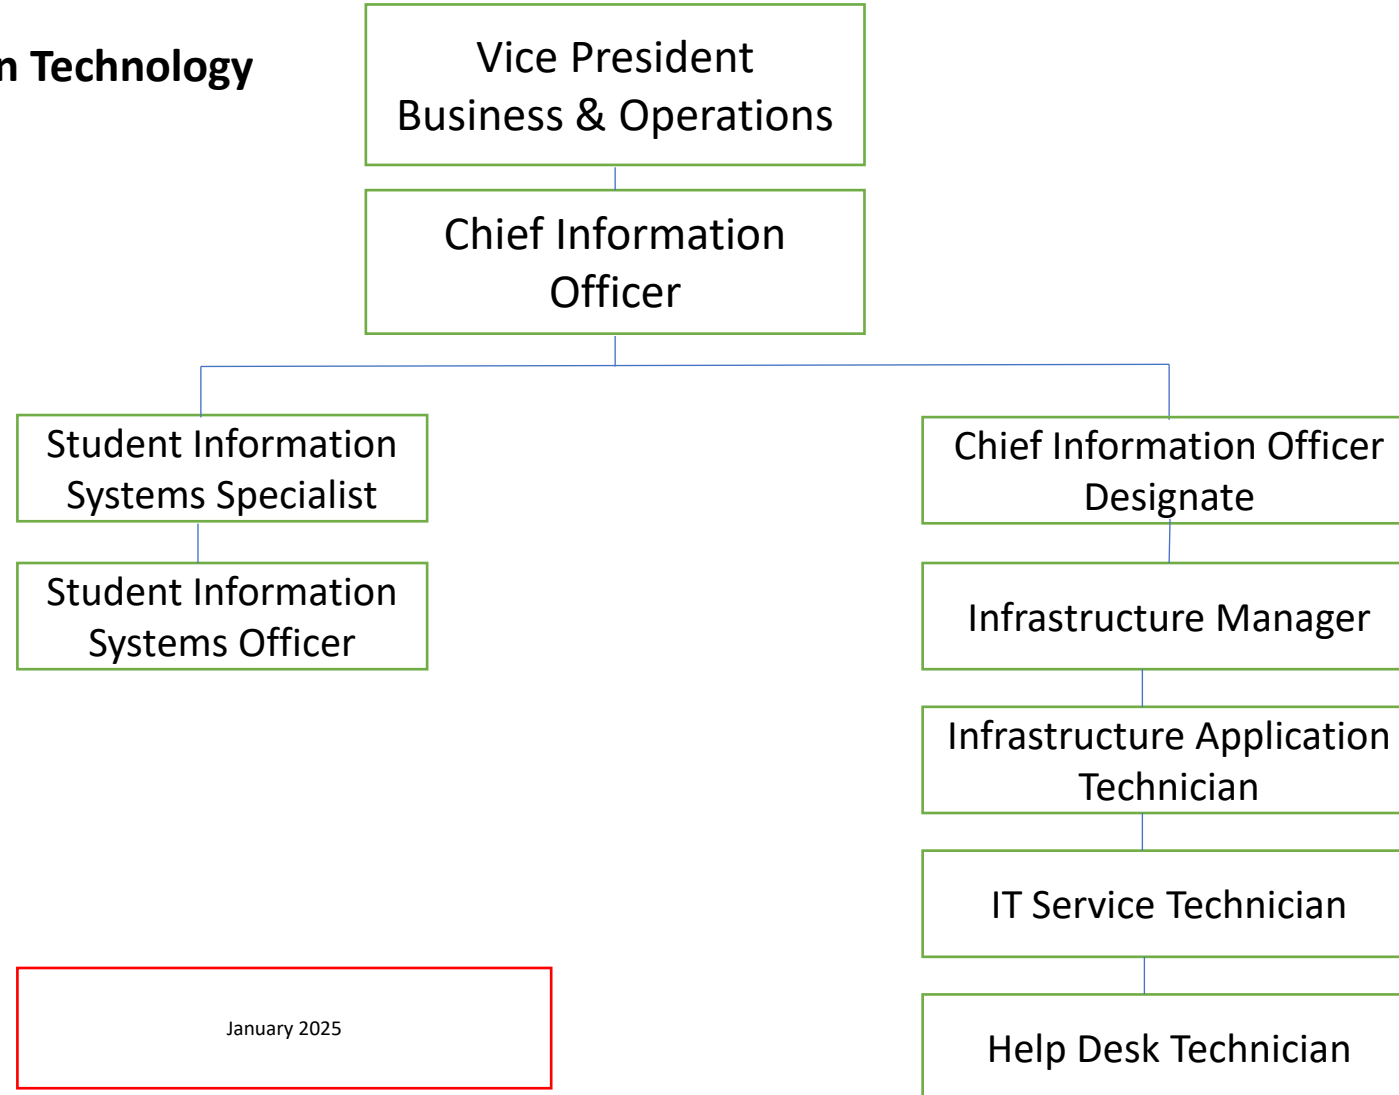 n Technology
Vice President
Business & Operations
Chief Information
Officer
Student Information
Systems Specialist
Chief Information Officer
Designate
Student Information
Systems Officer
Infrastructure Manager
Infrastructure Application
Technician
IT Service Technician
January 2025
Help Desk Technician